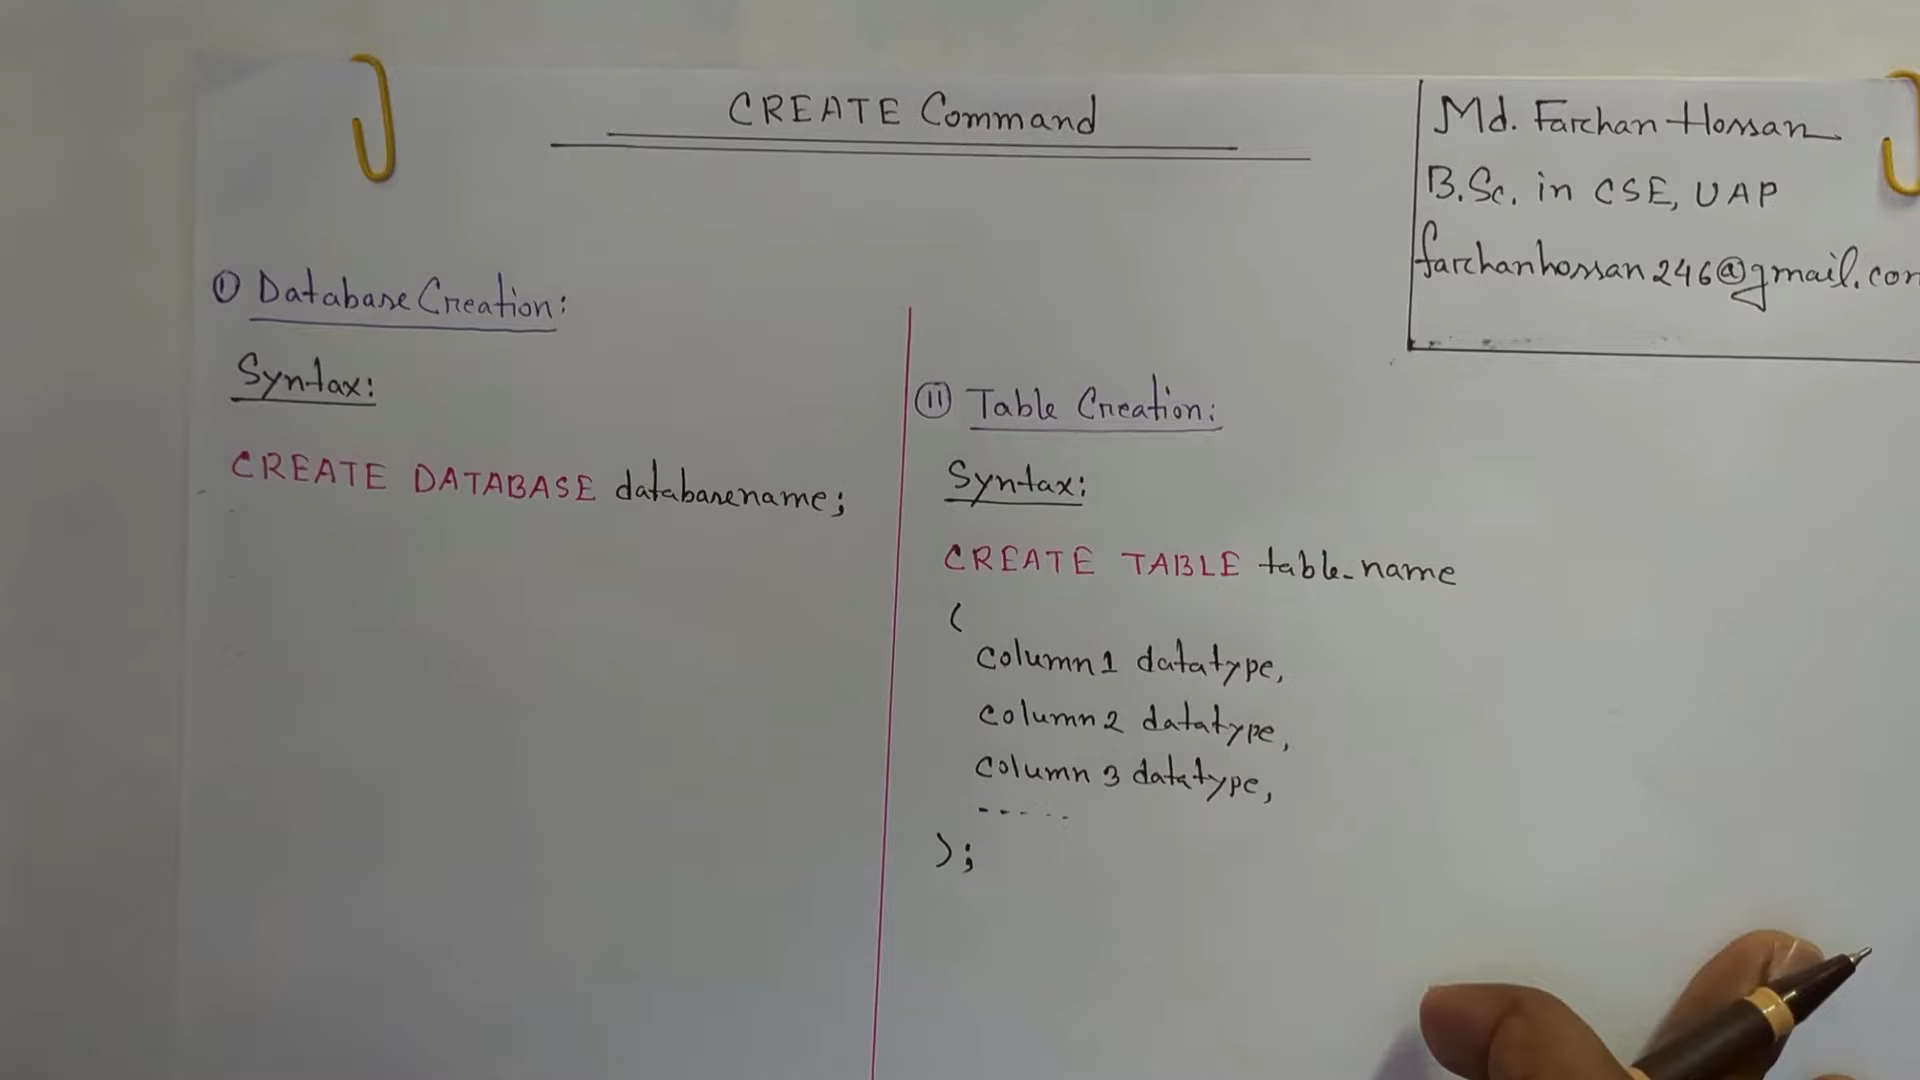 CREATE Command
Md. Farhan Hossan
B.Sc. in CSE, UAP
farhanhossan246@gmail.com
① Database Creation:
Syntax:
CREATE DATABASE databasename;
② Table Creation:
Syntax:
CREATE TABLE table_name
(
column1 datatype,
column2 datatype,
column3 datatype,
-----
);